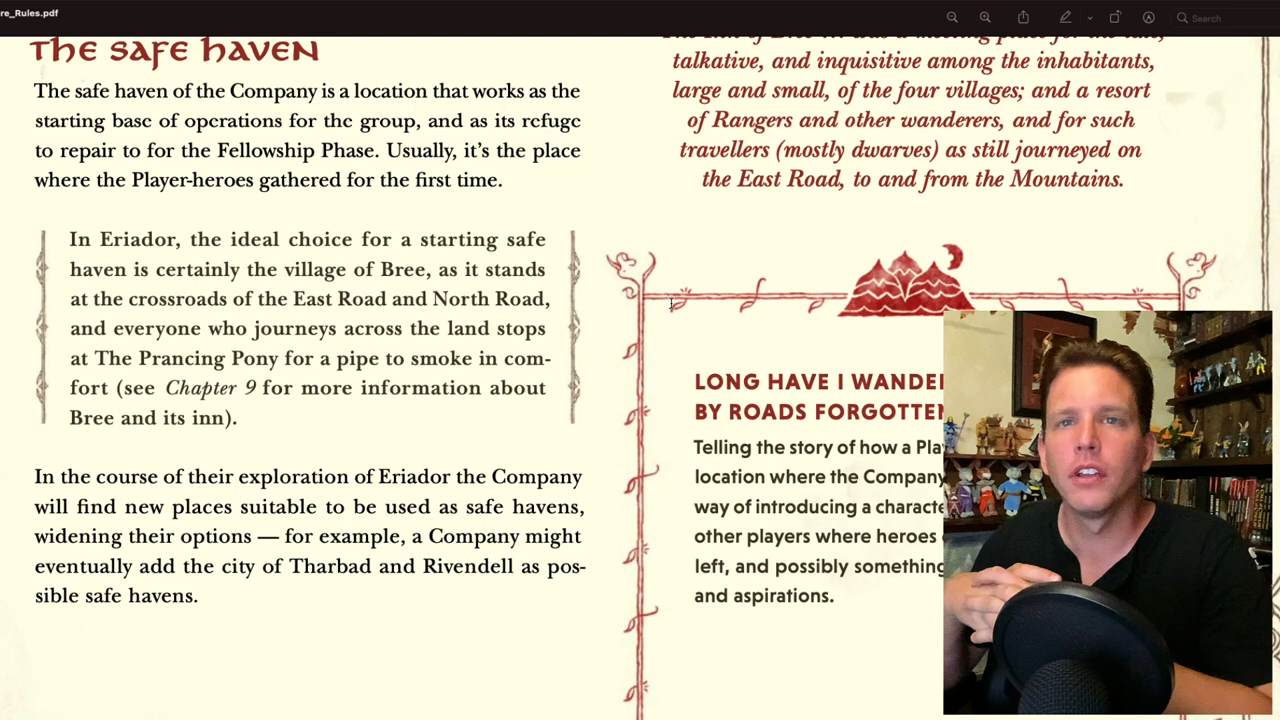 re_Rules.pdf
Search
THE SAFE HAVEN
The safe haven of the Company is a location that works as the
starting base of operations for the group, and as its refuge
to repair to for the Fellowship Phase. Usually, it's the place
where the Player-heroes gathered for the first time.
In Eriador, the ideal choice for a starting safe
haven is certainly the village of Bree, as it stands
at the crossroads of the East Road and North Road,
and everyone who journeys across the land stops
at The Prancing Pony for a pipe to smoke in com-
fort (see Chapter 9 for more information about
Bree and its inn).
In the course of their exploration of Eriador the Company
will find new places suitable to be used as safe havens,
widening their options — for example, a Company might
eventually add the city of Tharbad and Rivendell as pos-
sible safe havens.
talkative, and inquisitive among the inhabitants,
large and small, of the four villages; and a resort
of Rangers and other wanderers, and for such
travellers (mostly dwarves) as still journeyed on
the East Road, to and from the Mountains.
LONG HAVE I WANDE
BY ROADS FORGOTTE
Telling the story of how a Pla
location where the Company
way of introducing a characte
other players where heroes
left, and possibly something
and aspirations.